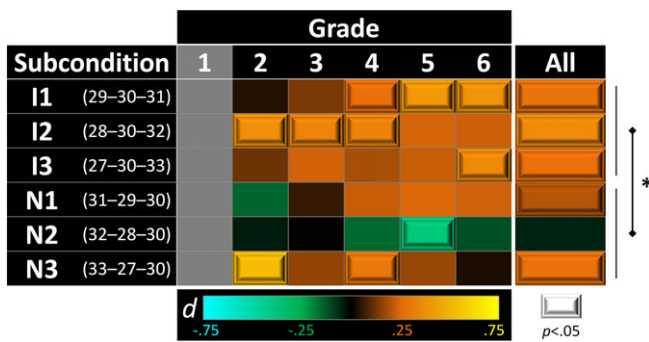 Grade
Subcondition 1 2 3 4 5 6 All
I1 (29–30–31)
I2 (28–30–32)
I3 (27–30–33)
N1 (31–29–30)
N2 (32–28–30)
N3 (33–27–30)
*
d
-.75 -.25 .25 .75
p<.05